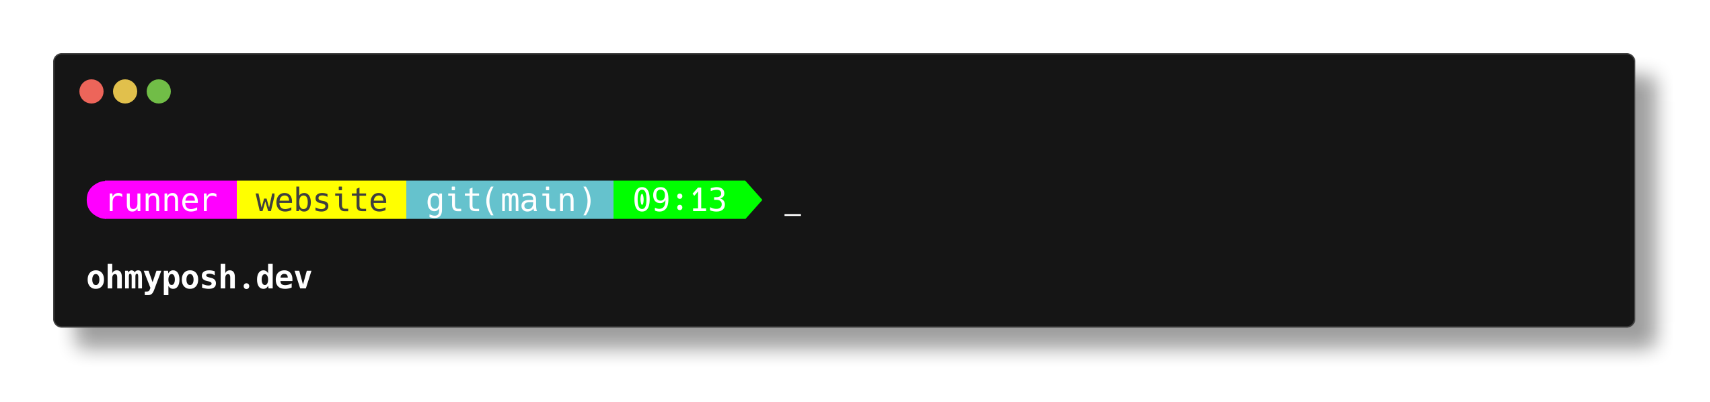 runner website git(main) 09:13 _
ohmyposh.dev